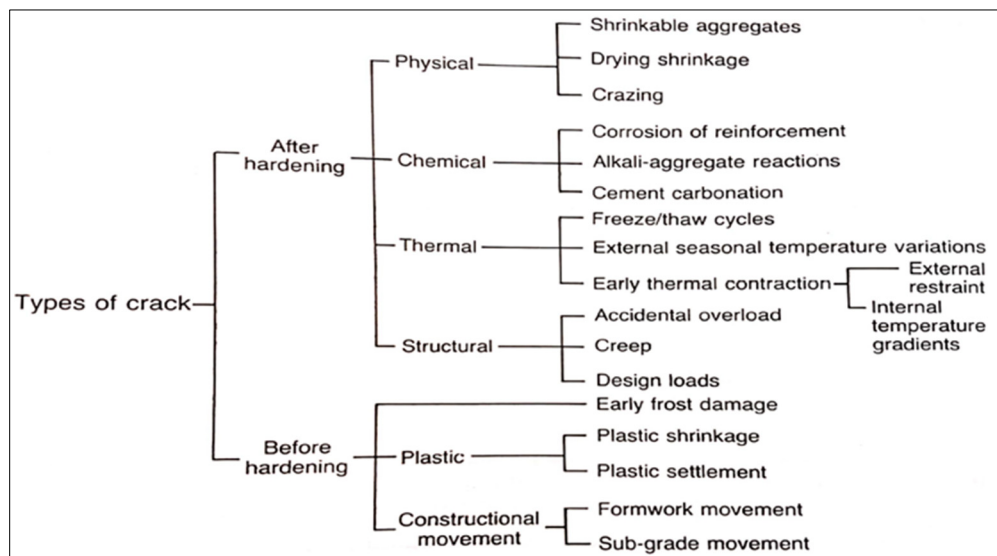 Types of crack
After
hardening
Physical
Shrinkable aggregates
Drying shrinkage
Crazing
Chemical
Corrosion of reinforcement
Alkali-aggregate reactions
Cement carbonation
Thermal
Freeze/thaw cycles
External seasonal temperature variations
Early thermal contraction
External
restraint
Internal
temperature
gradients
Structural
Accidental overload
Creep
Design loads
Before
hardening
Early frost damage
Plastic
Plastic shrinkage
Plastic settlement
Constructional
movement
Formwork movement
Sub-grade movement